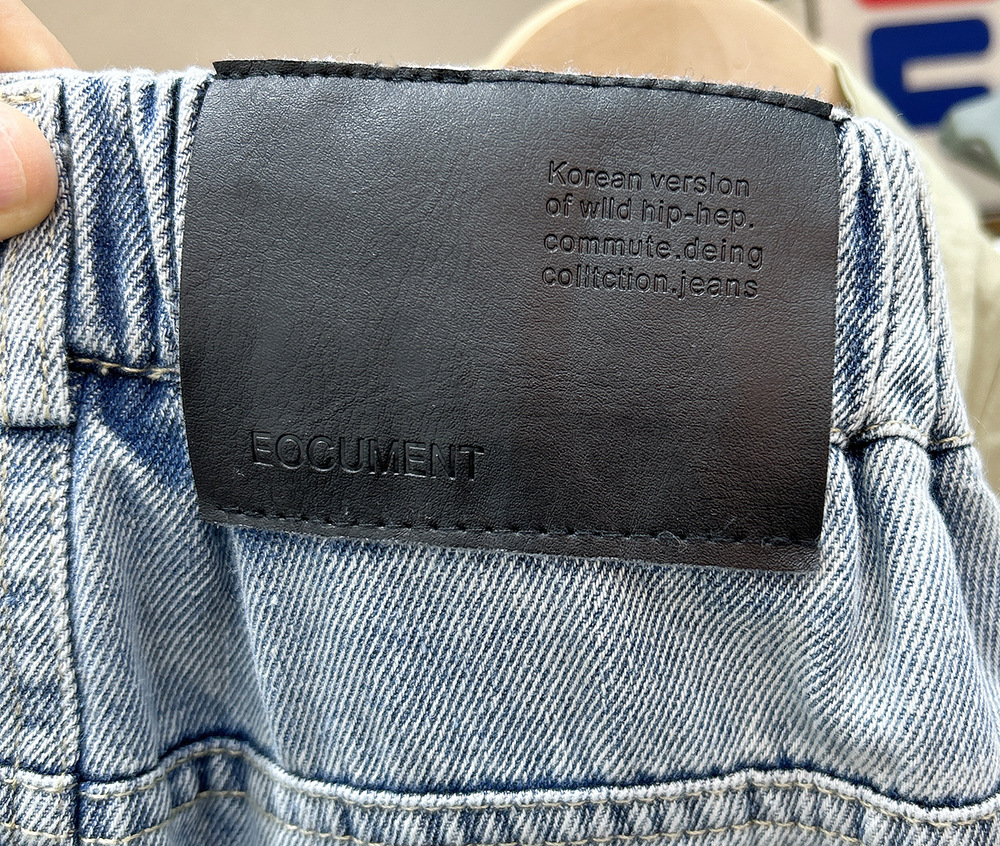 Korean version
of wild hip-hep.
commute.deing
colltction.jeans
EOCUMENT